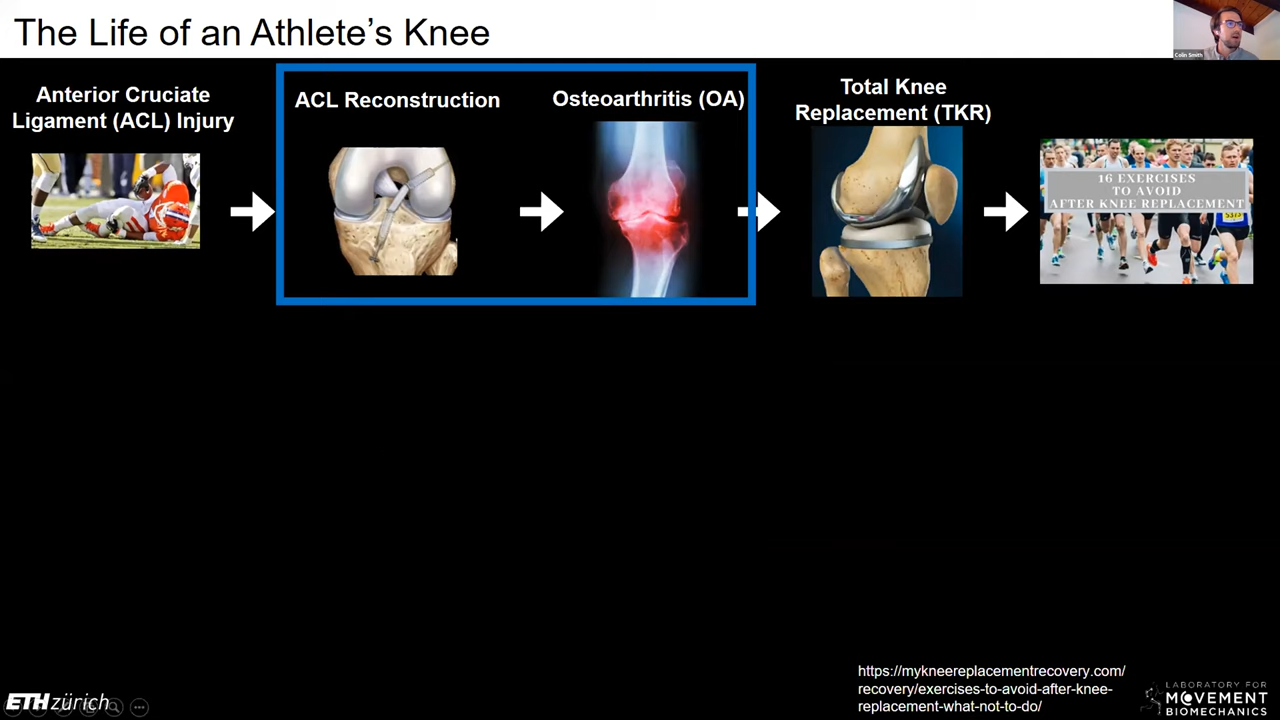 The Life of an Athlete's Knee
Colin Smith
Anterior Cruciate
Ligament (ACL) Injury
ACL Reconstruction
Osteoarthritis (OA)
Total Knee
Replacement (TKR)
16 EXERCISES
TO AVOID
AFTER KNEE REPLACEMENT
5373
https://mykneereplacementrecovery.com/
recovery/exercises-to-avoid-after-knee-
replacement-what-not-to-do/
ETH zürich
LABORATORY FOR
MOVEMENT
BIOMECHANICS